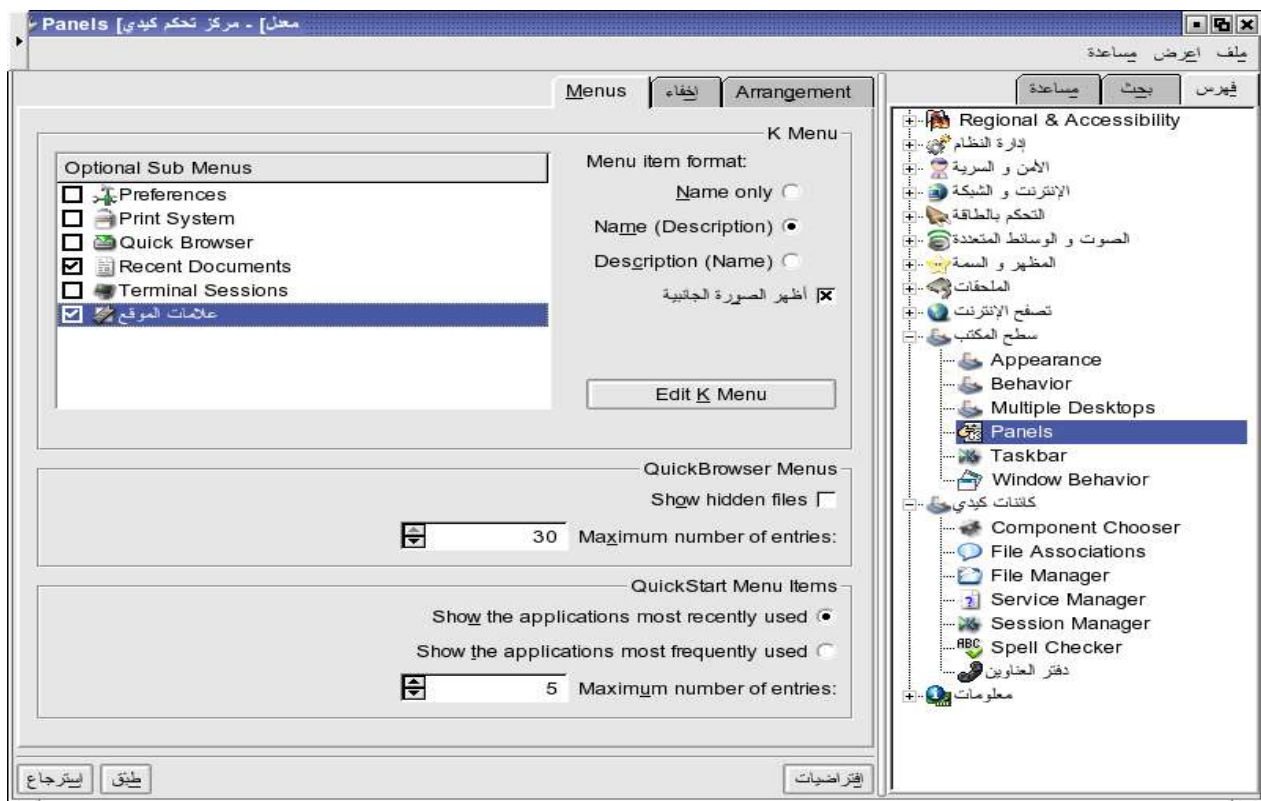 Panels [معدل] - مركز تحكم كيدي
ملف اعرض مساعدة
فهرس بحث مساعدة
Regional & Accessibility
إدارة النظام
الأمن و السرية
الإنترنت و الشبكة
التحكم بالطاقة
الصوت و الوسائط المتعددة
المظهر و السمة
الملحقات
تصفح الإنترنت
سطح المكتب
Appearance
Behavior
Multiple Desktops
Panels
Taskbar
Window Behavior
كائنات كيدي
Component Chooser
File Associations
File Manager
Service Manager
Session Manager
Spell Checker
دفتر العناوين
معلومات
Menus إخفاء Arrangement
K Menu
Optional Sub Menus
Preferences
Print System
Quick Browser
Recent Documents
Terminal Sessions
علامات الموقع
Menu item format:
Name only
Name (Description)
Description (Name)
أظهر الصورة الجانبية
Edit K Menu
QuickBrowser Menus
Show hidden files
30 Maximum number of entries:
QuickStart Menu Items
Show the applications most recently used
Show the applications most frequently used
5 Maximum number of entries:
افتراضيات
طبّق
استرجاع